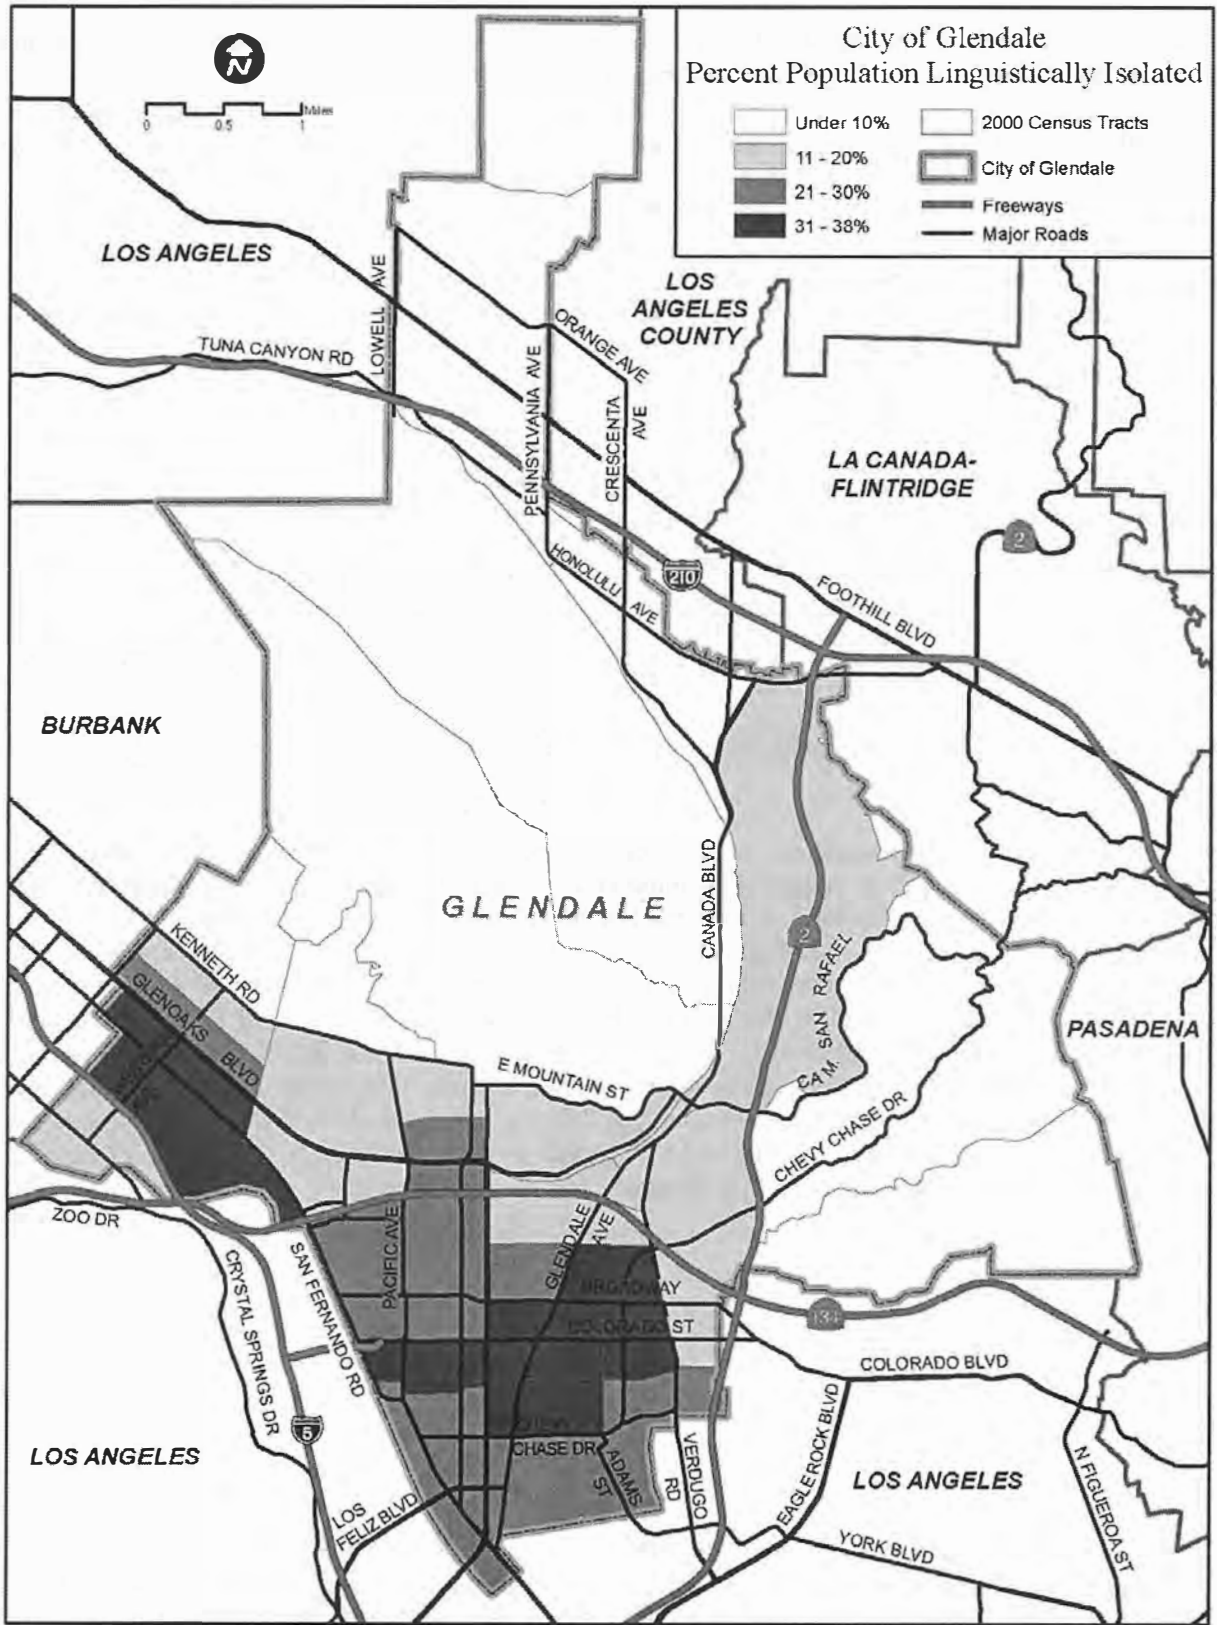 City of Glendale
Percent Population Linguistically Isolated
Under 10%
11 - 20%
21 - 30%
31 - 38%
2000 Census Tracts
City of Glendale
Freeways
Major Roads
N
Miles
0
0.5
1
LOS ANGELES
LOWELL AVE
TUNA CANYON RD
LOS
ANGELES
COUNTY
ORANGE AVE
PENNSYLVANIA AVE
CRESCENTA
AVE
LA CANADA-
FLINTRIDGE
2
210
HONOLULU AVE
FOOTHILL BLVD
BURBANK
GLENDALE
CANADA BLVD
2
SAN RAFAEL
CAM.
PASADENA
KENNETH RD
GLENOAKS BLVD
E MOUNTAIN ST
CHEVY CHASE DR
ZOO DR
CRYSTAL SPRINGS DR
SAN FERNANDO RD
PACIFIC AVE
GLENDALE
AVE
BROADWAY
COLORADO ST
134
COLORADO BLVD
5
LOS ANGELES
CHASE DR
ADAMS
ST
VERDUGO
RD
EAGLE ROCK BLVD
LOS ANGELES
N FIGUEROA ST
LOS
FELIZ BLVD
YORK BLVD